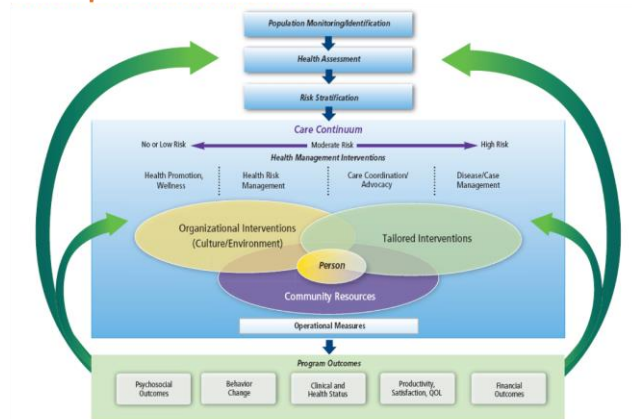 Population Monitoring/Identification
Health Assessment
Risk Stratification
Care Continuum
No or Low Risk
Moderate Risk
High Risk
Health Management Interventions
Health Promotion,
Wellness
Health Risk
Management
Care Coordination/
Advocacy
Disease/Case
Management
Organizational Interventions
(Culture/Environment)
Tailored Interventions
Person
Community Resources
Operational Measures
Program Outcomes
Psychosocial
Outcomes
Behavior
Change
Clinical and
Health Status
Productivity,
Satisfaction, QOL
Financial
Outcomes